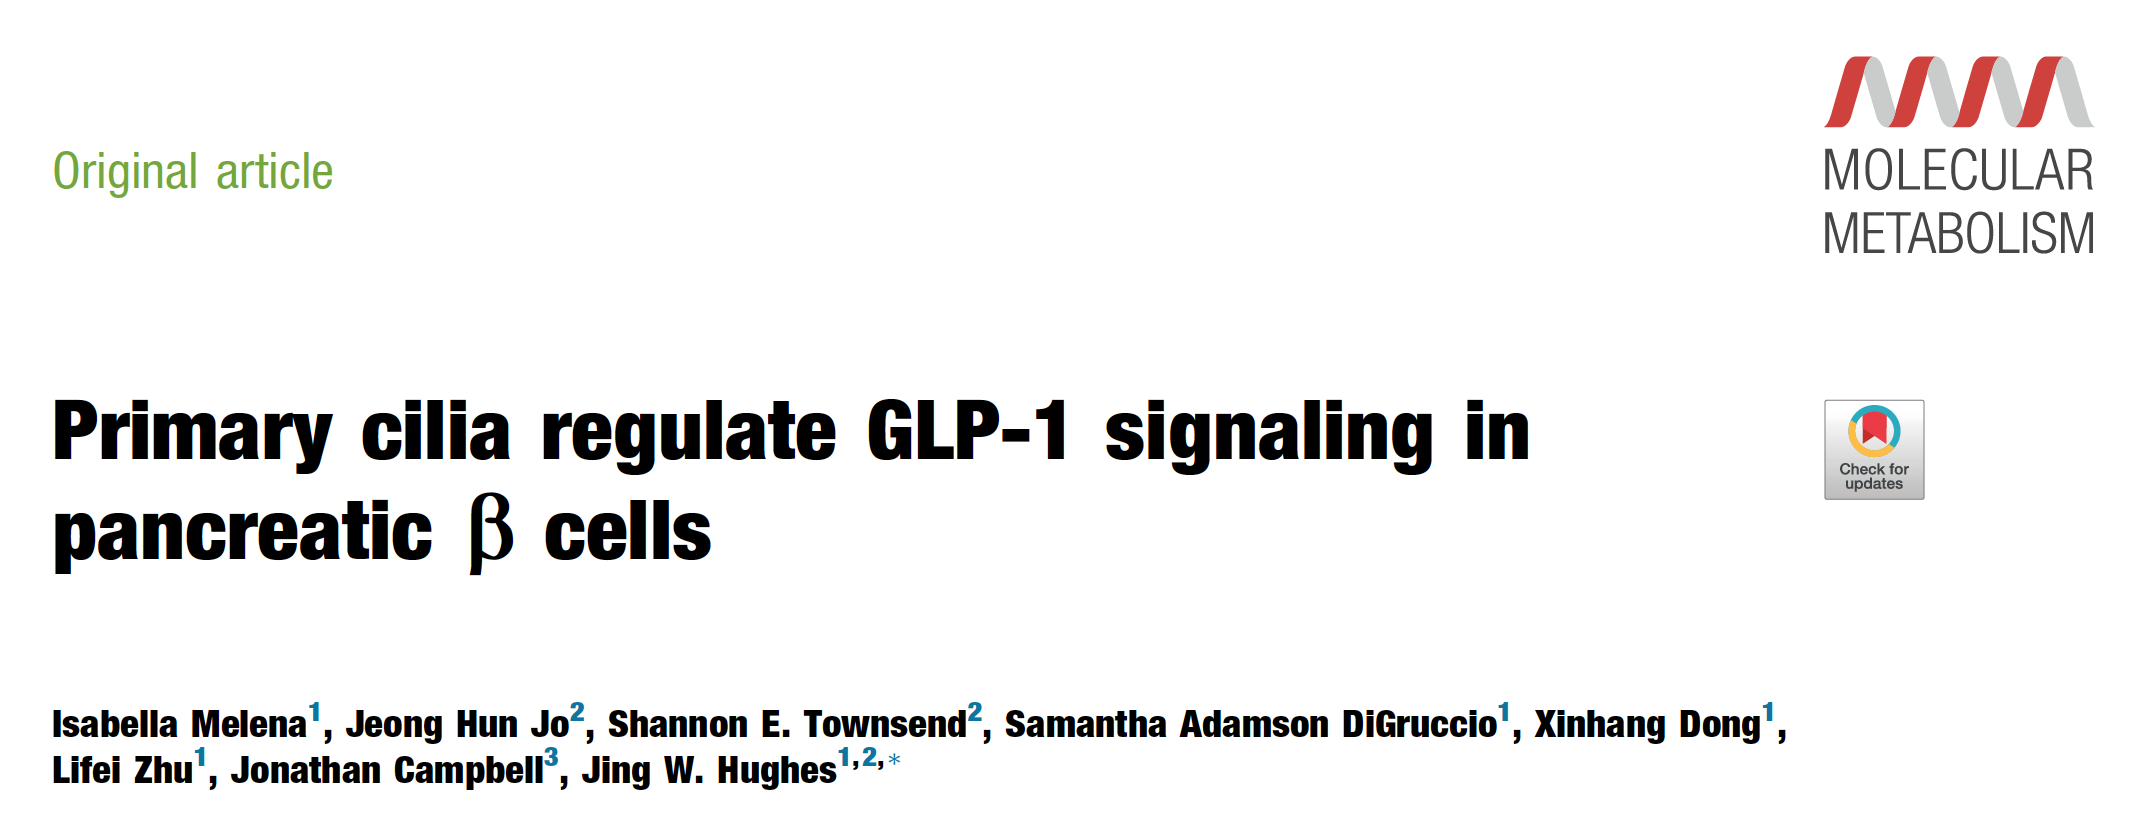 Original article
MOLECULAR
METABOLISM
Primary cilia regulate GLP-1 signaling in
pancreatic β cells
Check for
updates
Isabella Melena1, Jeong Hun Jo2, Shannon E. Townsend2, Samantha Adamson DiGruccio1, Xinhang Dong1,
Lifei Zhu1, Jonathan Campbell3, Jing W. Hughes1,2,*